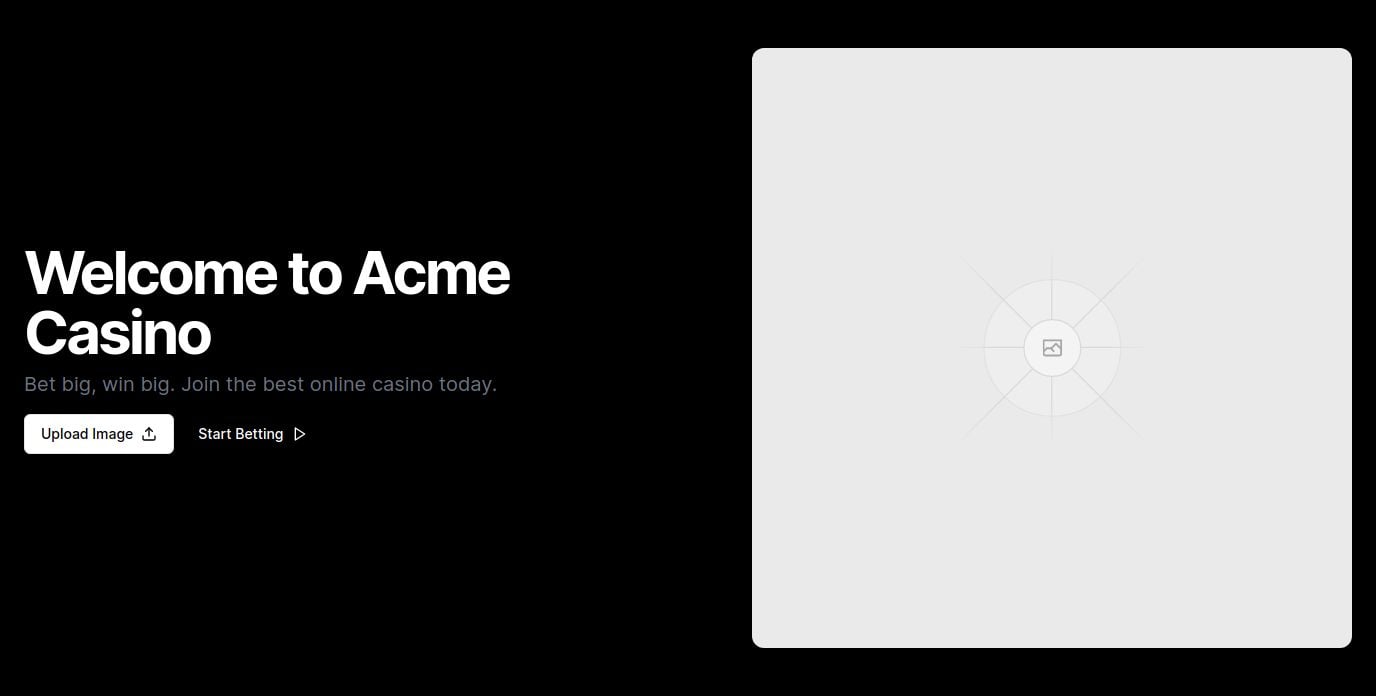 Welcome to Acme
Casino
Bet big, win big. Join the best online casino today.
Upload Image
Start Betting